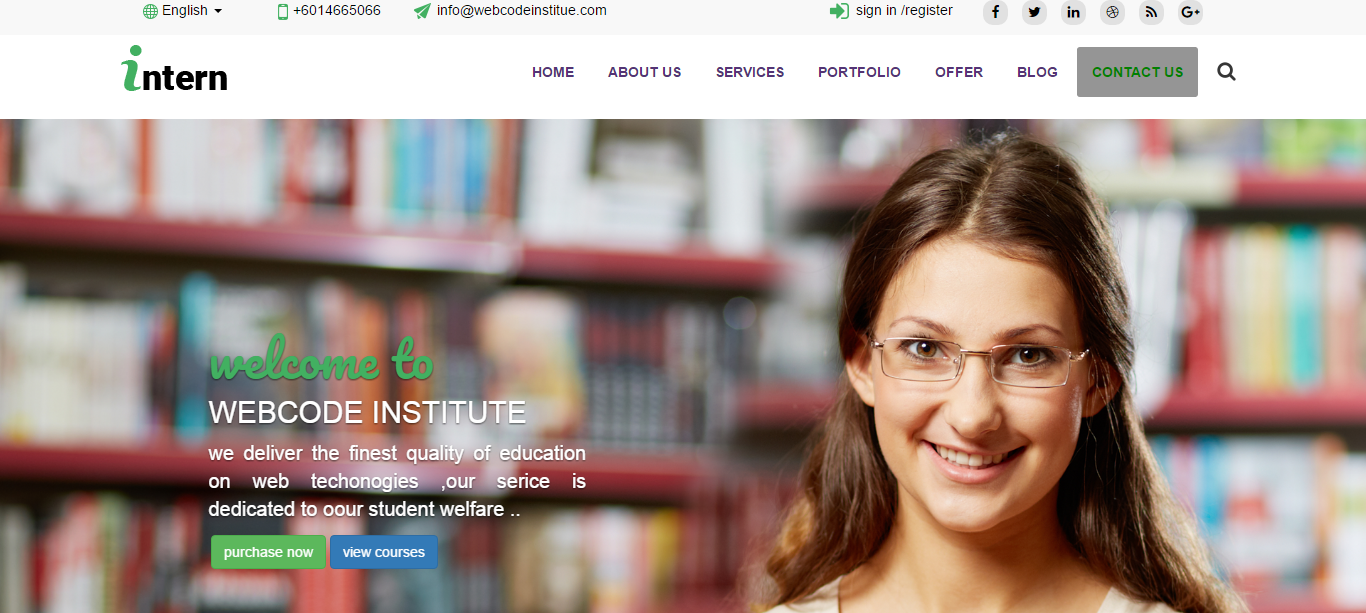 English +6014665066 info@webcodeinstitue.com sign in /register
intern
HOME ABOUT US SERVICES PORTFOLIO OFFER BLOG CONTACT US
welcome to
WEBCODE INSTITUTE
we deliver the finest quality of education
on web techonogies ,our serice is
dedicated to oour student welfare ..
purchase now view courses